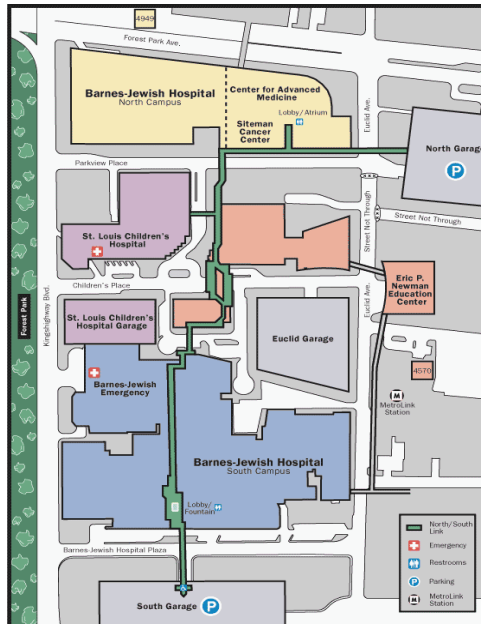 4949
Forest Park Ave.
Barnes-Jewish Hospital
North Campus
Center for Advanced
Medicine
Lobby/Atrium
Siteman
Cancer
Center
Euclid Ave.
North Garage
P
Parkview Place
Street Not Through
Street Not Through
St. Louis Children's
Hospital
Children's Place
Eric P.
Newman
Education
Center
Kingshighway Blvd.
Forest Park
St. Louis Children's
Hospital Garage
Euclid Garage
Euclid Ave.
Barnes-Jewish
Emergency
4570
M
MetroLink
Station
Barnes-Jewish Hospital
South Campus
Lobby/
Fountain
Barnes-Jewish Hospital Plaza
South Garage P
North/South
Link
Emergency
Restrooms
P Parking
M MetroLink
Station